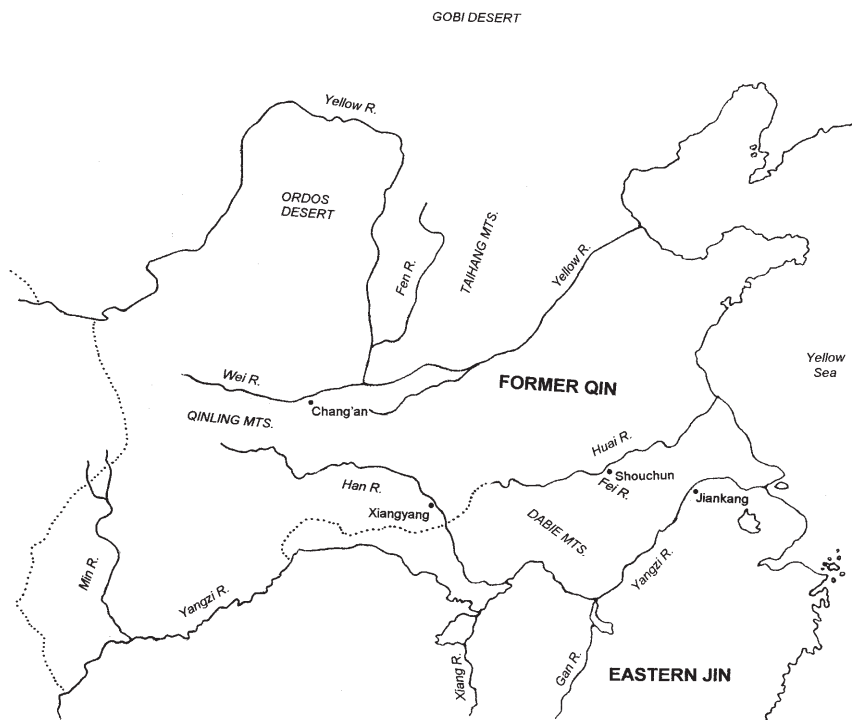 GOBI DESERT
Yellow R.
ORDOS
DESERT
Fen R.
TAIHANG MTS.
Yellow R.
Yellow
Sea
Wei R.
FORMER QIN
Chang'an
QINLING MTS.
Huai R.
Shouchun
Fei R.
Han R.
Jiankang
Xiangyang
DABIE MTS.
Min R.
Yangzi R.
Yangzi R.
Xiang R.
Gan R.
EASTERN JIN